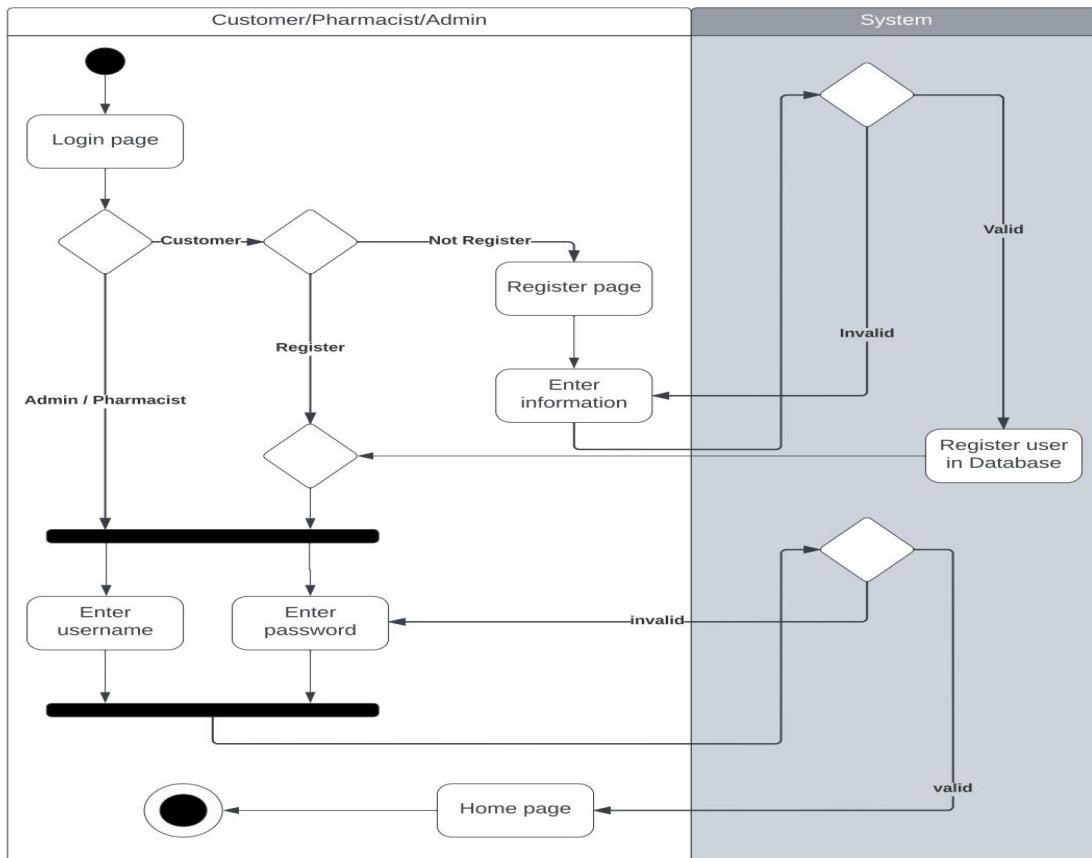 Customer/Pharmacist/Admin
System
Login page
Customer
Not Register
Valid
Register page
Invalid
Register
Enter
information
Admin / Pharmacist
Register user
in Database
Enter
username
Enter
password
invalid
valid
Home page